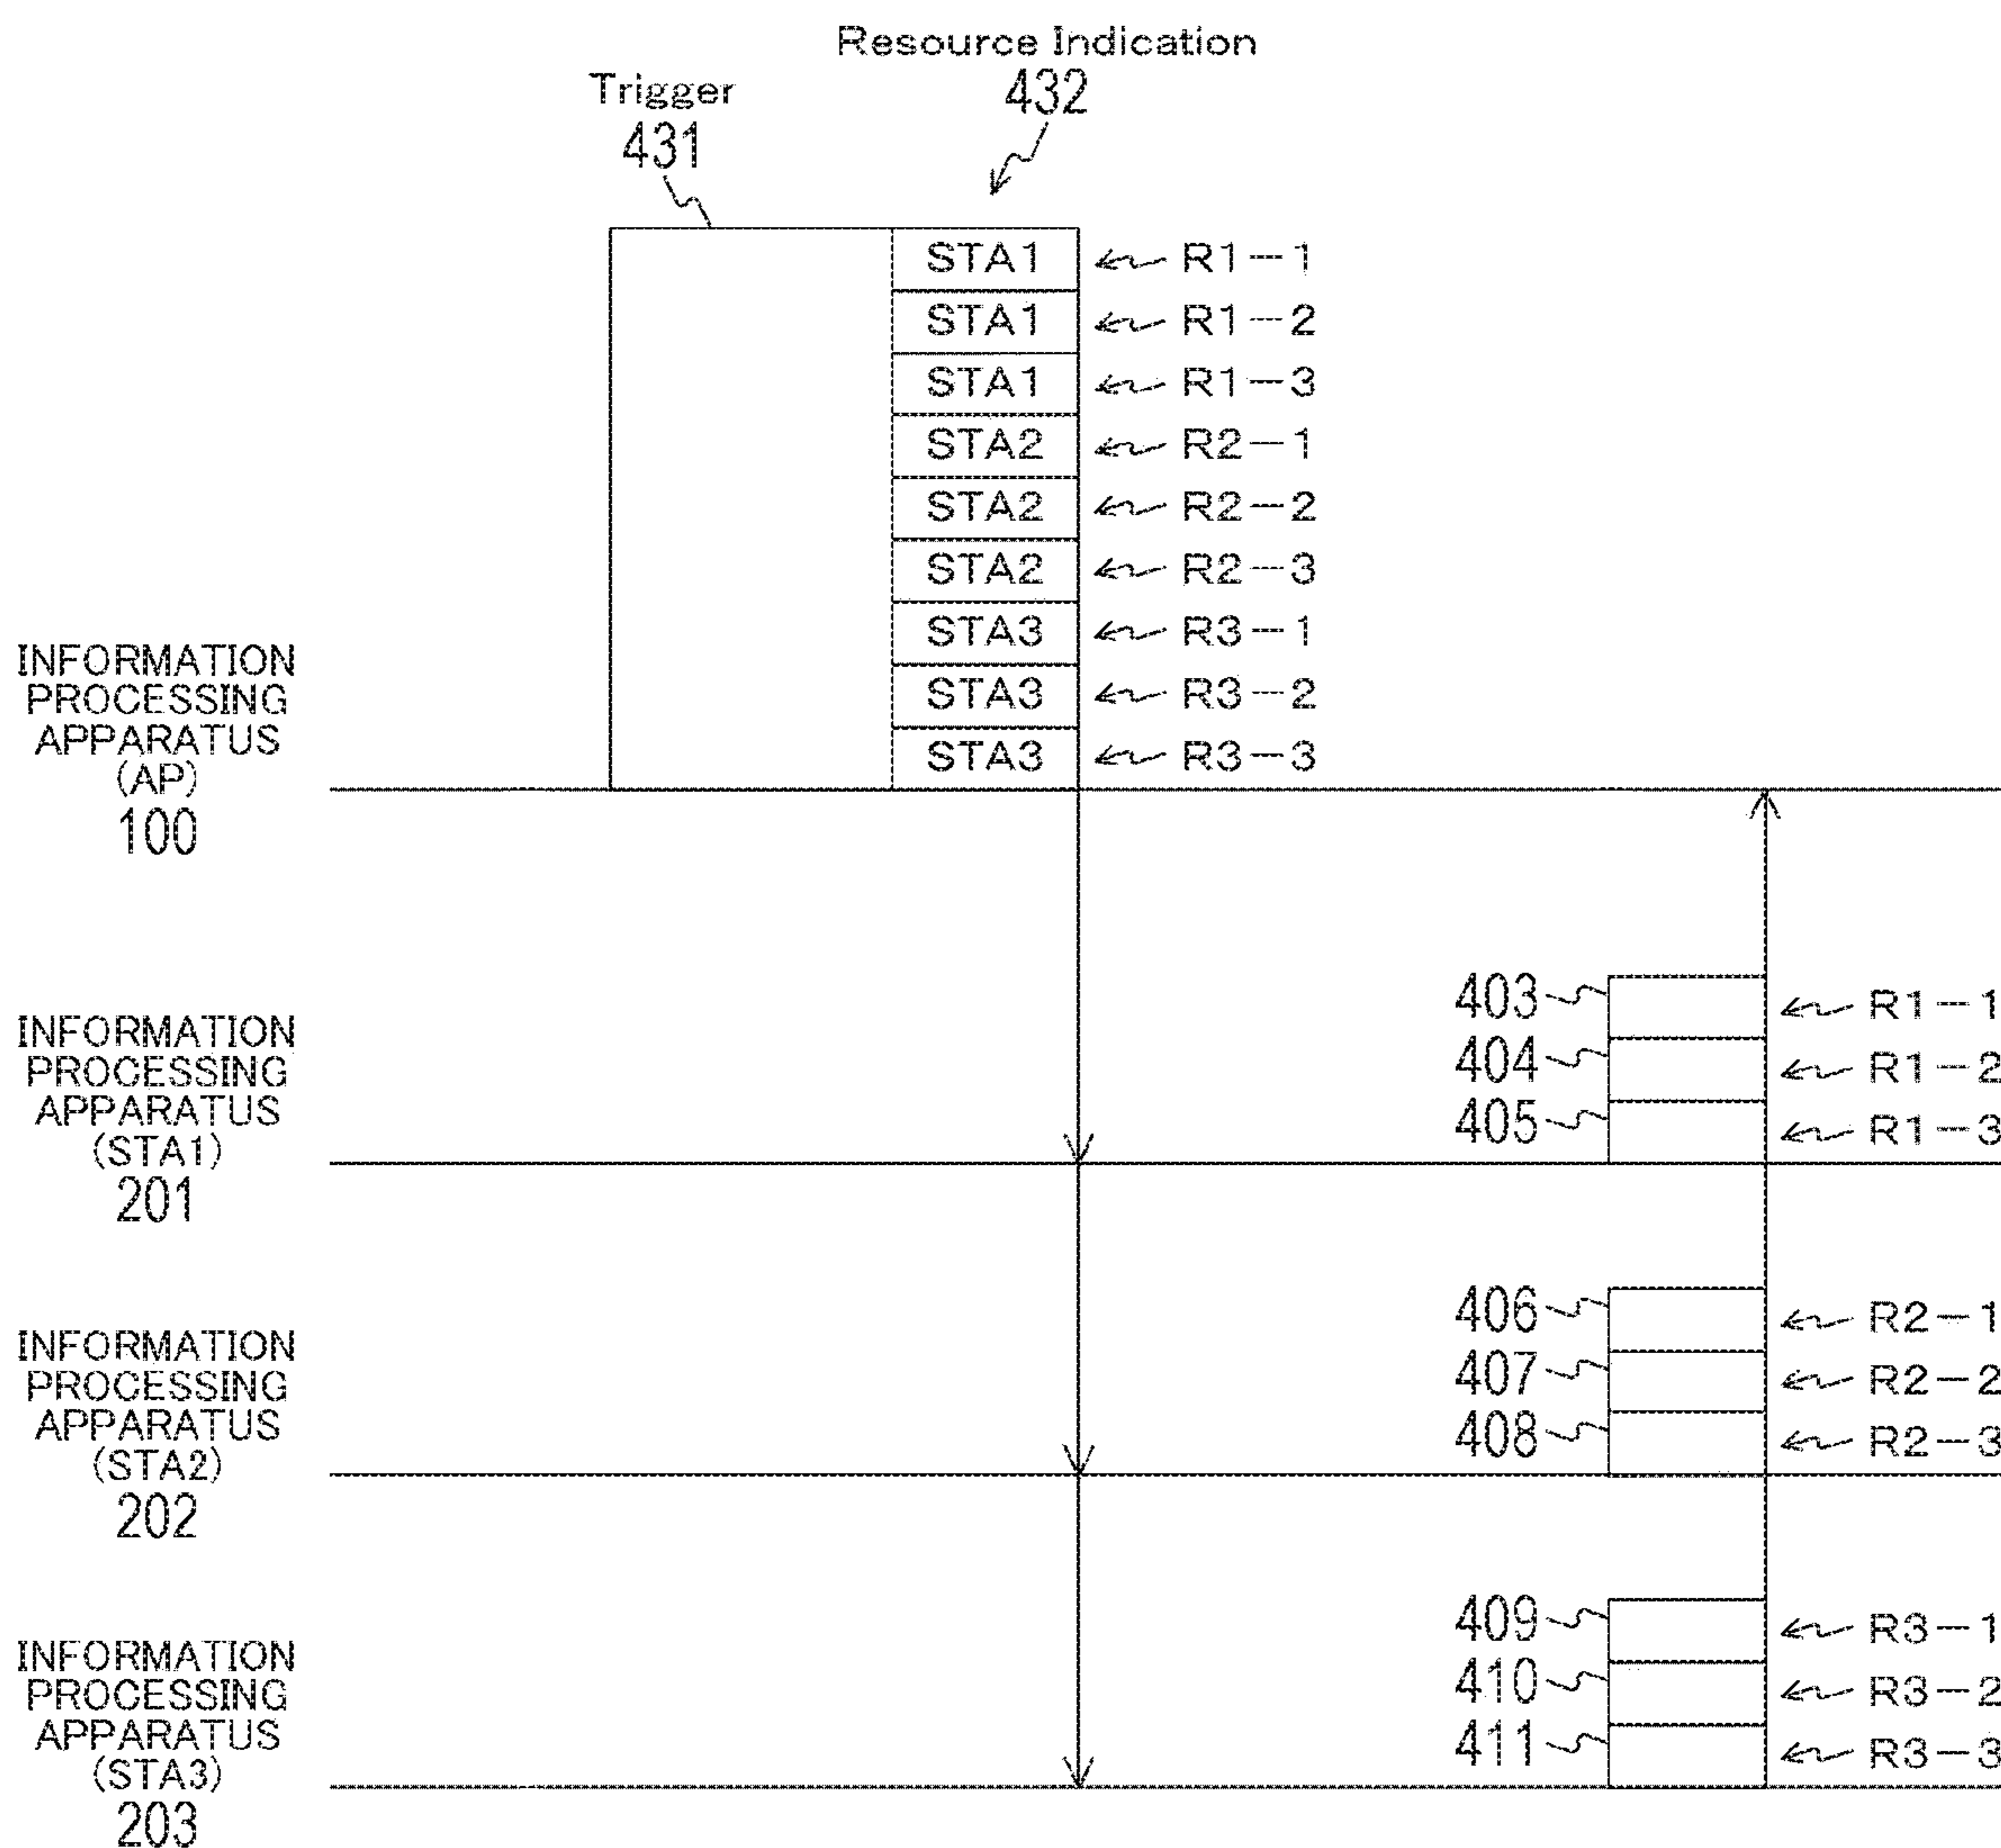 Resource Indication
432
Trigger
431
STA1 R1-1
STA1 R1-2
STA1 R1-3
STA2 R2-1
STA2 R2-2
STA2 R2-3
STA3 R3-1
STA3 R3-2
STA3 R3-3
INFORMATION
PROCESSING
APPARATUS
(AP)
100
403 R1-1
404 R1-2
405 R1-3
INFORMATION
PROCESSING
APPARATUS
(STA1)
201
406 R2-1
407 R2-2
408 R2-3
INFORMATION
PROCESSING
APPARATUS
(STA2)
202
409 R3-1
410 R3-2
411 R3-3
INFORMATION
PROCESSING
APPARATUS
(STA3)
203